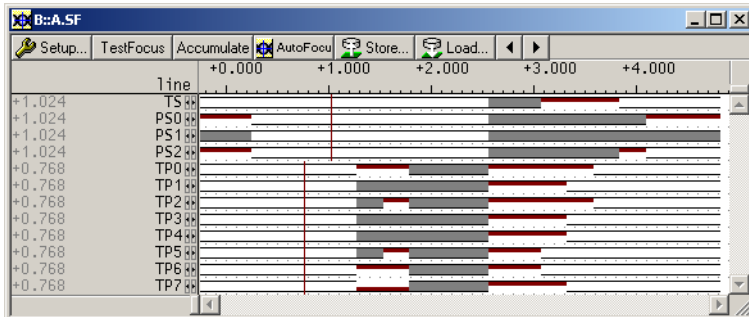 B::A.SF
Setup... TestFocus Accumulate AutoFocu Store... Load...
+0.000 +1.000 +2.000 +3.000 +4.000
line
+1.024 TS
+1.024 PS0
+1.024 PS1
+1.024 PS2
+0.768 TP0
+0.768 TP1
+0.768 TP2
+0.768 TP3
+0.768 TP4
+0.768 TP5
+0.768 TP6
+0.768 TP7